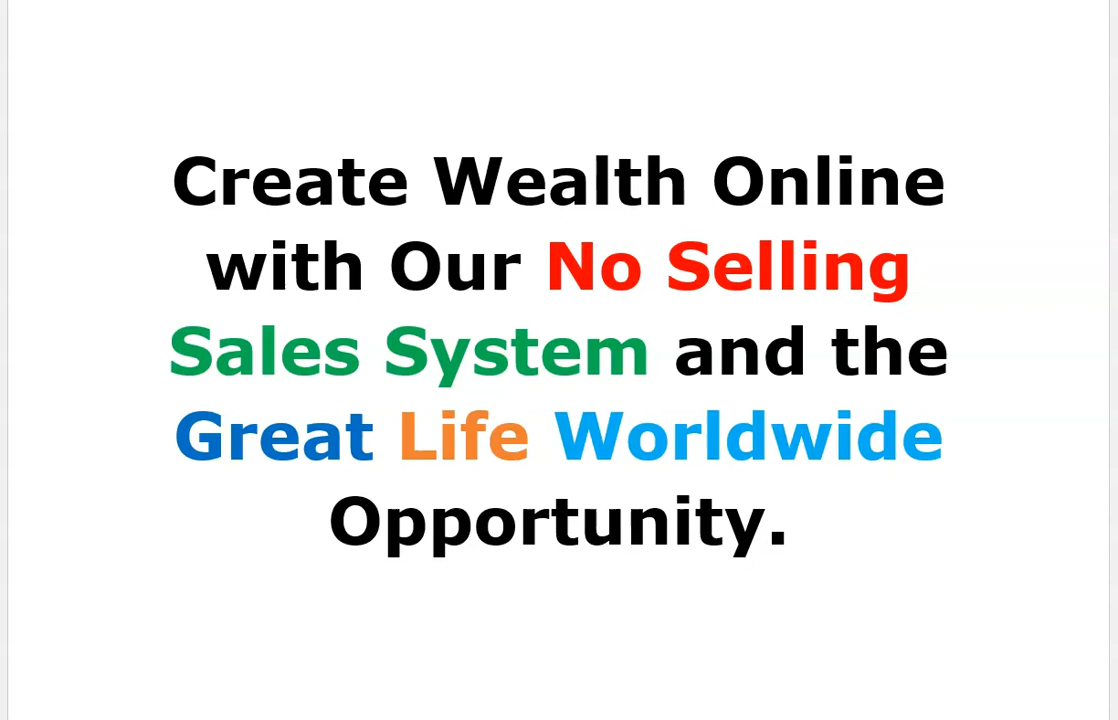 Create Wealth Online
with Our No Selling
Sales System and the
Great Life Worldwide
Opportunity.